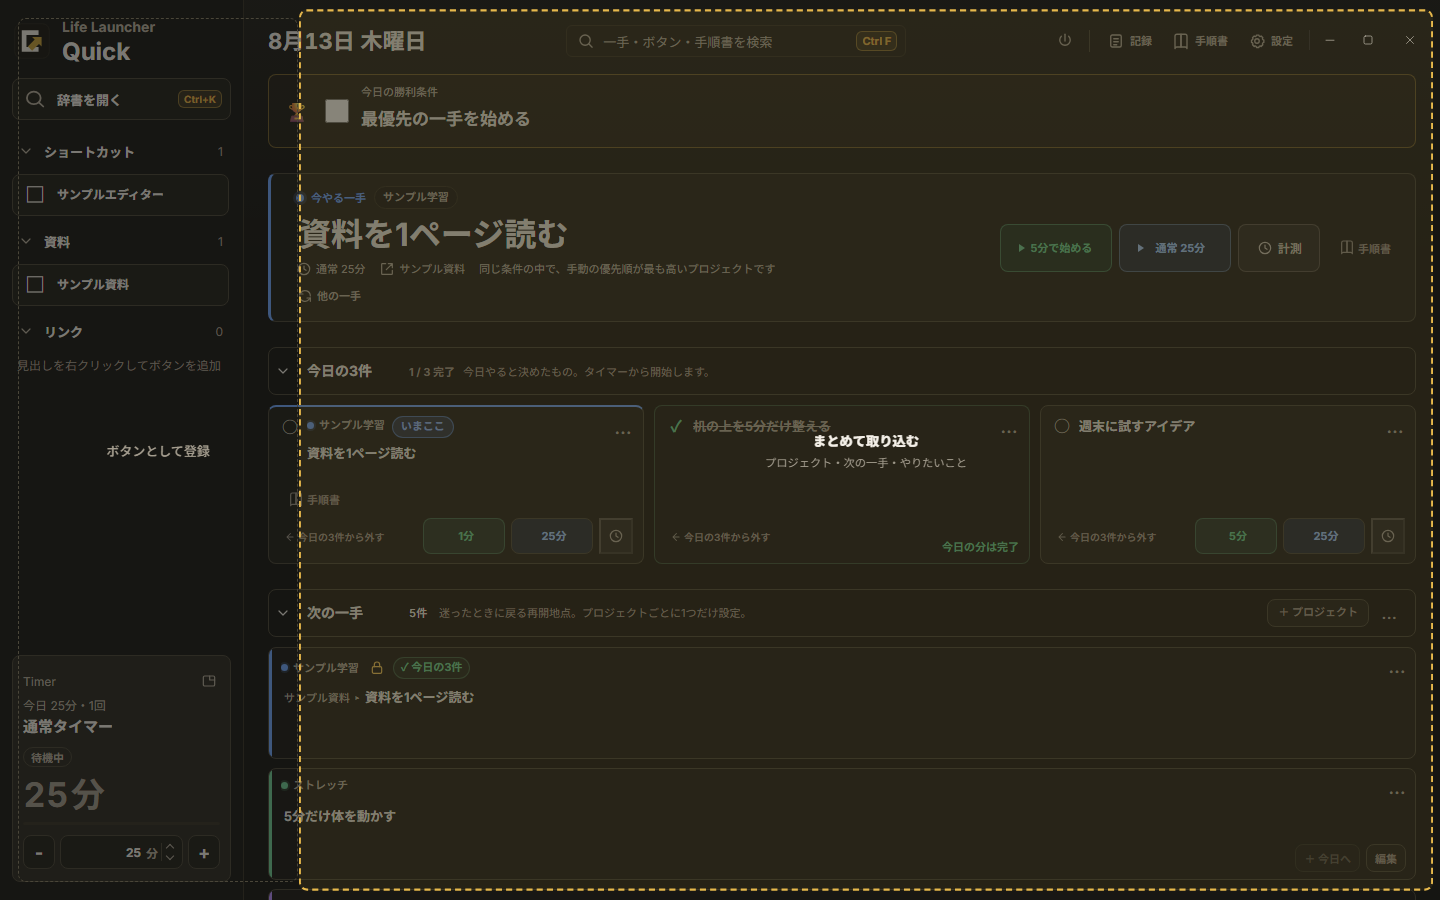 Life Launcher
Quick
辞書を開く Ctrl+K
ショートカット 1
サンプルエディター
資料 1
サンプル資料
リンク 0
見出しを右クリックしてボタンを追加
ボタンとして登録
Timer
今日 25分・1回
通常タイマー
待機中
25分
- 25 分 +
8月13日 木曜日
一手・ボタン・手順書を検索 Ctrl F
記録 手順書 設定
今日の勝利条件
最優先の一手を始める
今やる一手 サンプル学習
資料を1ページ読む
通常 25分 サンプル資料 同じ条件の中で、手動の優先順が最も高いプロジェクトです
他の一手
5分で始める 通常 25分 計測 手順書
今日の3件 1 / 3 完了 今日やると決めたもの。タイマーから開始します。
サンプル学習 いまここ ...
資料を1ページ読む
手順書
← 今日の3件から外す 1分 25分
✓ 机の上を5分だけ整える ...
まとめて取り込む
プロジェクト・次の一手・やりたいこと
← 今日の3件から外す 今日の分は完了
週末に試すアイデア ...
← 今日の3件から外す 5分 25分
次の一手 5件 迷ったときに戻る再開地点。プロジェクトごとに1つだけ設定。 + プロジェクト ...
サンプル学習 ✓ 今日の3件 ...
サンプル資料 ▸ 資料を1ページ読む
ストレッチ ...
5分だけ体を動かす
+ 今日へ 編集